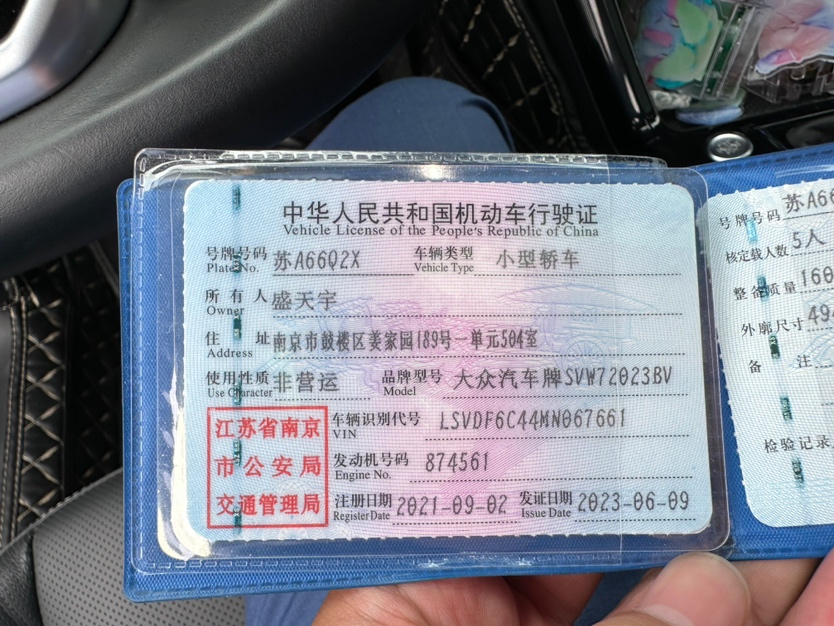 中华人民共和国机动车行驶证
Vehicle License of the People's Republic of China
号牌号码 苏A66Q2X 车辆类型 小型轿车
Plate No. Vehicle Type
所有人 盛天宇
Owner
住址 南京市鼓楼区姜家园189号一单元504室
Address
使用性质 非营运 品牌型号 大众汽车牌SVW72023BV
Use Character Model
江苏省南京
市公安局
交通管理局
车辆识别代号 LSVDF6C44MN067661
VIN
发动机号码 874561
Engine No.
注册日期 2021-09-02 发证日期 2023-06-09
Register Date Issue Date
号牌号码 苏A66
核定载人数 5人
整备质量 160
外廓尺寸 494
备注
检验记录